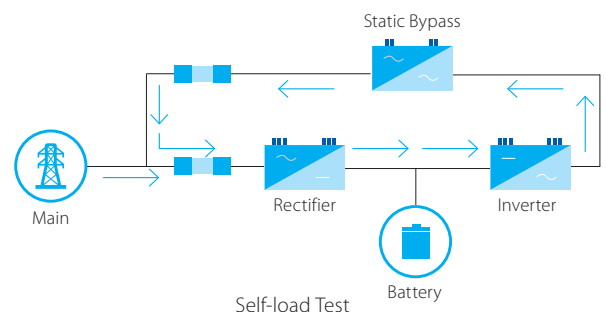 Static Bypass
Main
Rectifier
Inverter
Battery
Self-load Test